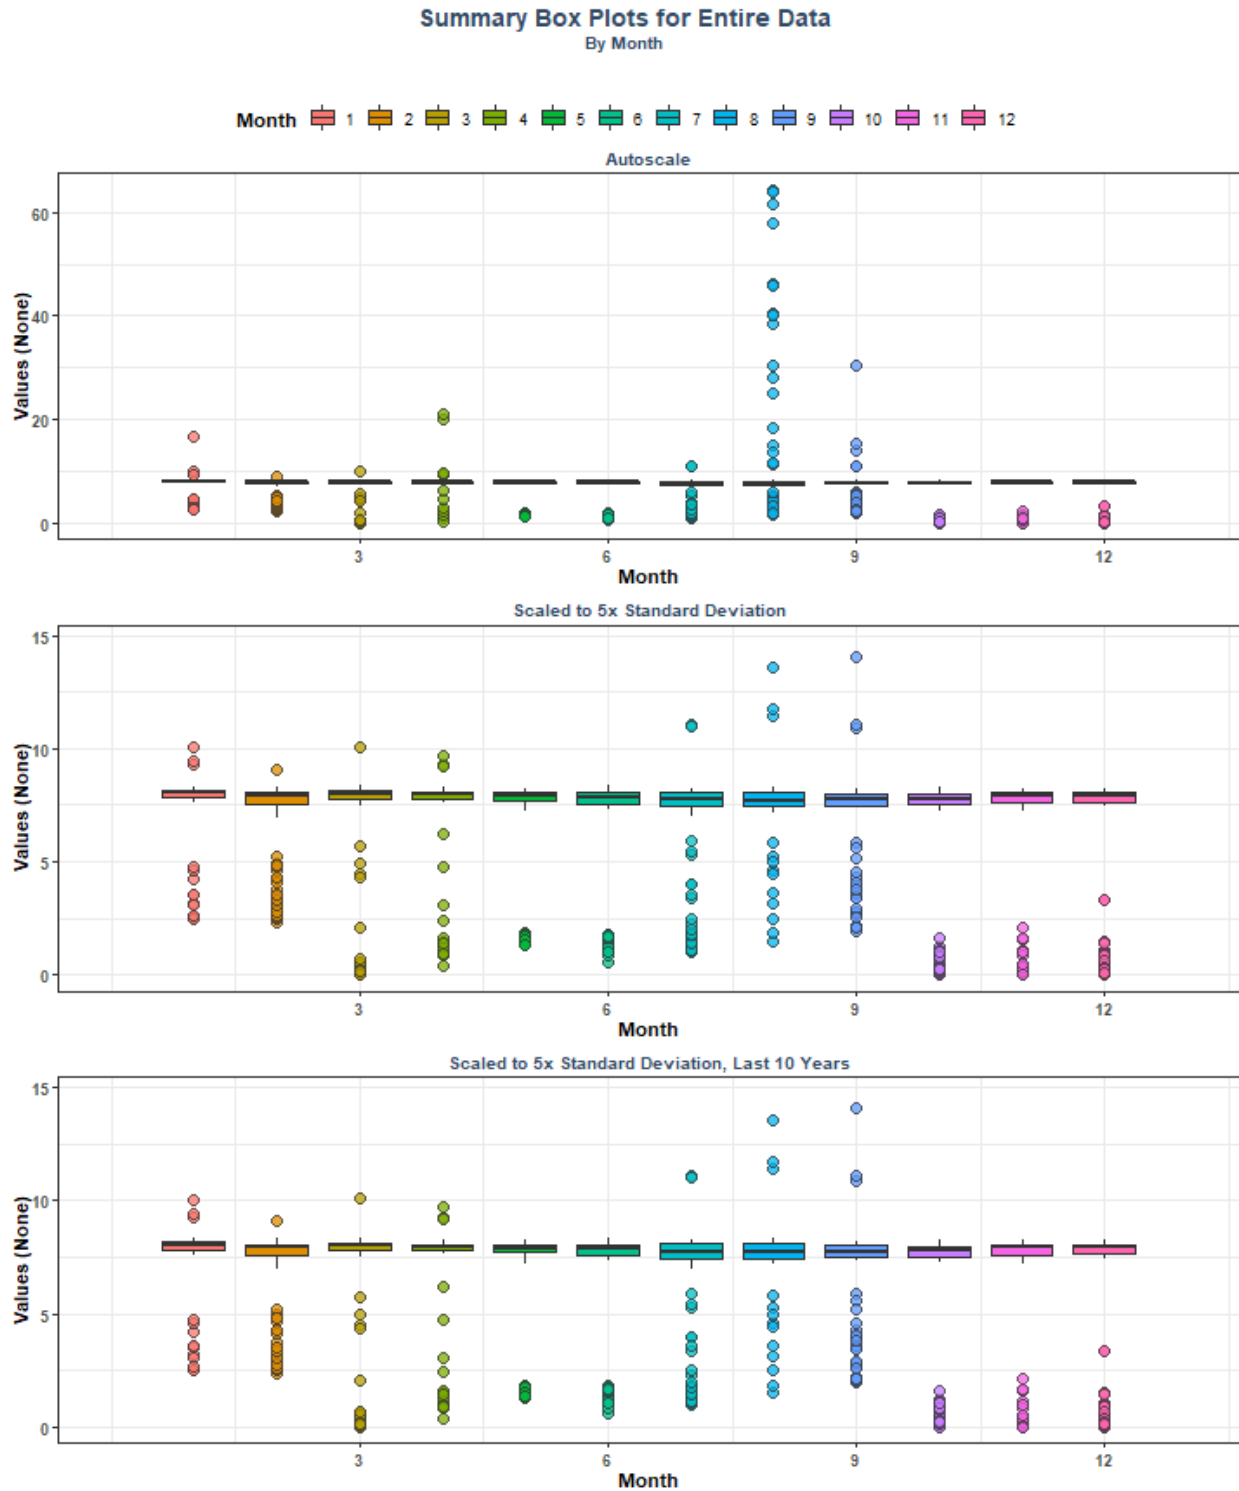 Summary Box Plots for Entire Data
By Month
Month 1 2 3 4 5 6 7 8 9 10 11 12
Autoscale
Values (None)
60
40
20
0
3 6 9 12
Month
Scaled to 5x Standard Deviation
Values (None)
15
10
5
0
3 6 9 12
Month
Scaled to 5x Standard Deviation, Last 10 Years
Values (None)
15
10
5
0
3 6 9 12
Month